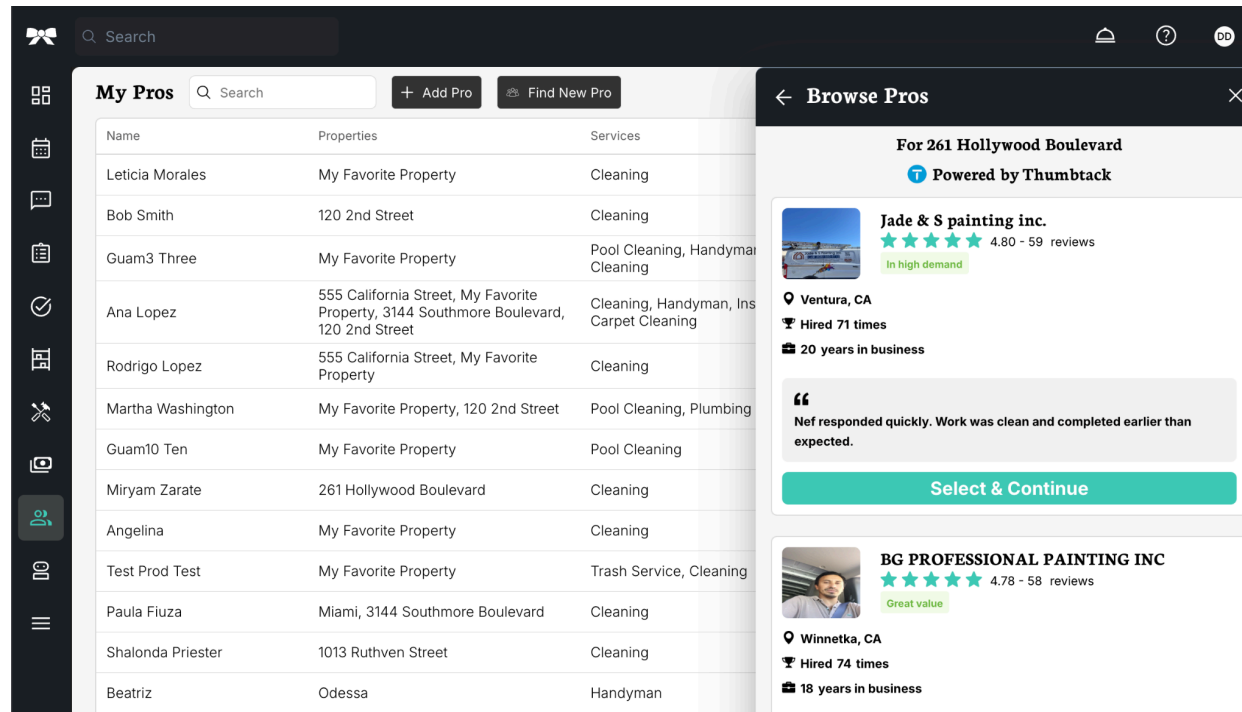 Search
DD
My Pros
Search
+ Add Pro
Find New Pro
Name Properties Services
Leticia Morales My Favorite Property Cleaning
Bob Smith 120 2nd Street Cleaning
Guam3 Three My Favorite Property Pool Cleaning, Handyman
Cleaning
Ana Lopez 555 California Street, My Favorite
Property, 3144 Southmore Boulevard,
120 2nd Street
Cleaning, Handyman, Ins
Carpet Cleaning
Rodrigo Lopez 555 California Street, My Favorite
Property
Cleaning
Martha Washington My Favorite Property, 120 2nd Street Pool Cleaning, Plumbing
Guam10 Ten My Favorite Property Pool Cleaning
Miryam Zarate 261 Hollywood Boulevard Cleaning
Angelina My Favorite Property Cleaning
Test Prod Test My Favorite Property Trash Service, Cleaning
Paula Fiuza Miami, 3144 Southmore Boulevard Cleaning
Shalonda Priester 1013 Ruthven Street Cleaning
Beatriz Odessa Handyman
Browse Pros
For 261 Hollywood Boulevard
Powered by Thumbtack
Jade & S painting inc.
4.80 - 59 reviews
In high demand
Ventura, CA
Hired 71 times
20 years in business
“
Nef responded quickly. Work was clean and completed earlier than
expected.
Select & Continue
BG PROFESSIONAL PAINTING INC
4.78 - 58 reviews
Great value
Winnetka, CA
Hired 74 times
18 years in business